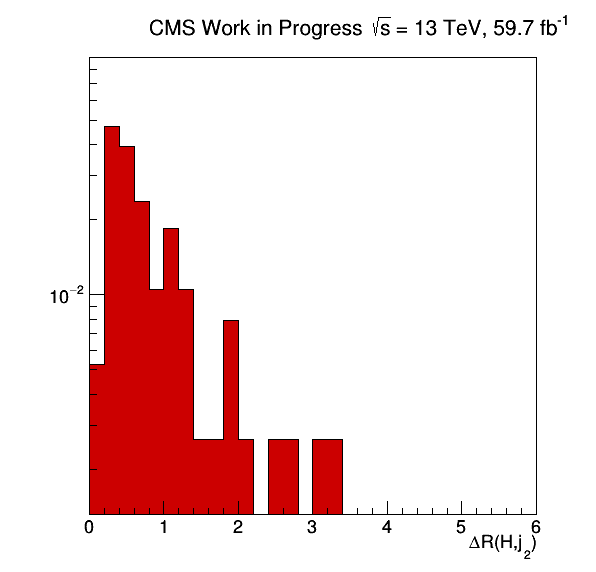 CMS Work in Progress √s = 13 TeV, 59.7 fb⁻¹
10⁻²
0 1 2 3 4 5 6
ΔR(H,j₂)